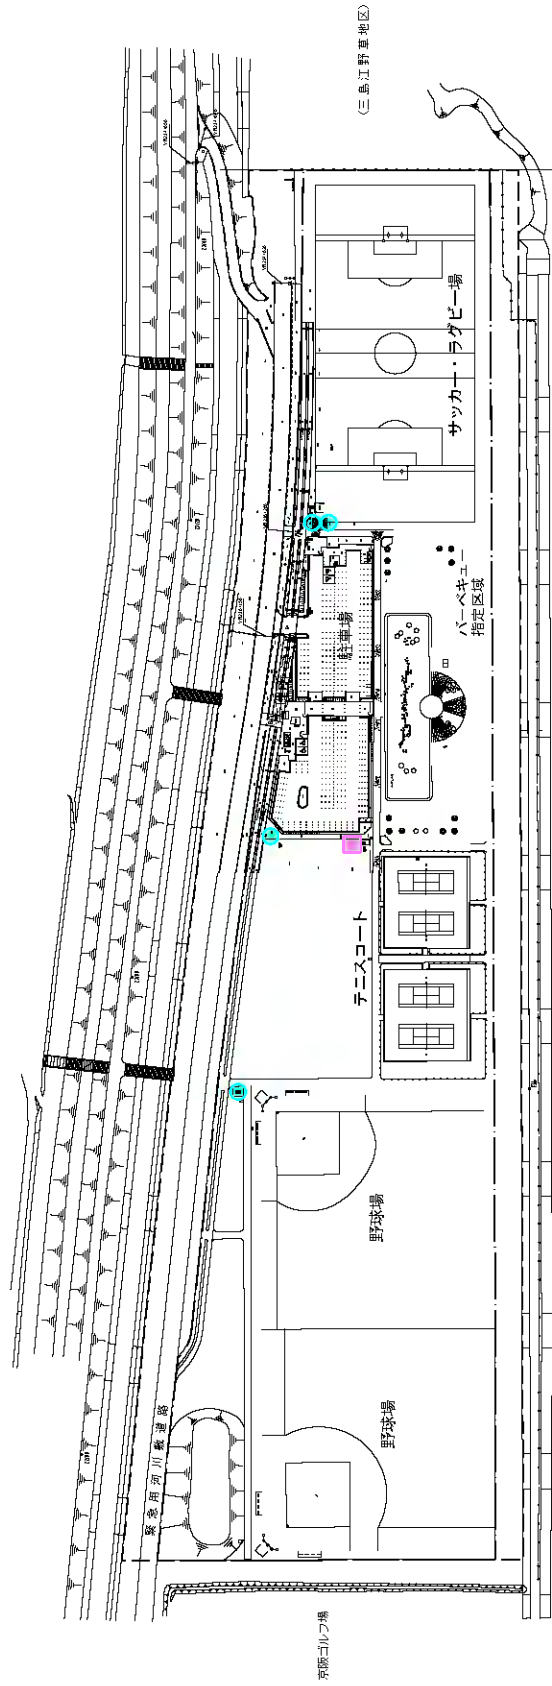 (三島江野草地区)
サッカー・ラグビー場
バーベキュー
指定区域
駐車場
テニスコート
野球場
野球場
緊急用河川敷道路
京阪ゴルフ場